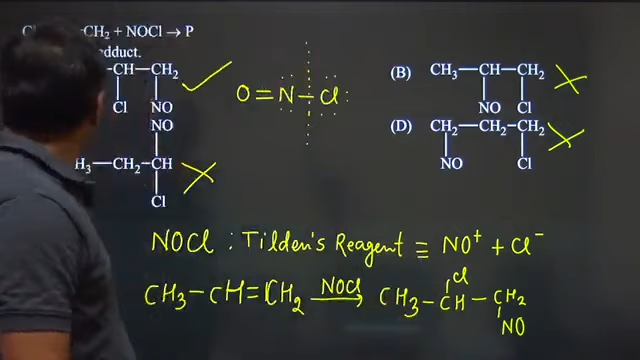 CH₂ + NOCl → P
adduct.
CH—CH₂
Cl NO
O=N—Cl
(B) CH₃—CH—CH₂
NO Cl
NO
—CH₂—CH
Cl
(D) CH₂—CH₂—CH₂
NO Cl
NOCl : Tilden's Reagent ≡ NO⁺ + Cl⁻
CH₃—CH=CH₂ NOCl→ CH₃—CH—CH₂
Cl
NO